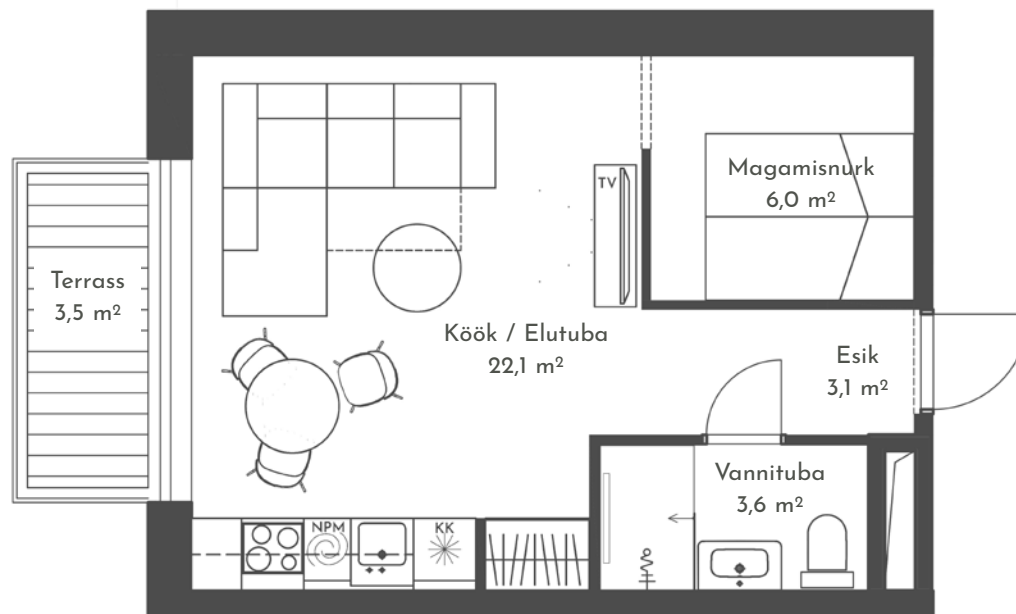 TV
Magamisnurk
6,0 m²
Terrass
3,5 m²
Köök / Elutuba
22,1 m²
Esik
3,1 m²
Vannituba
3,6 m²
NPM
KK